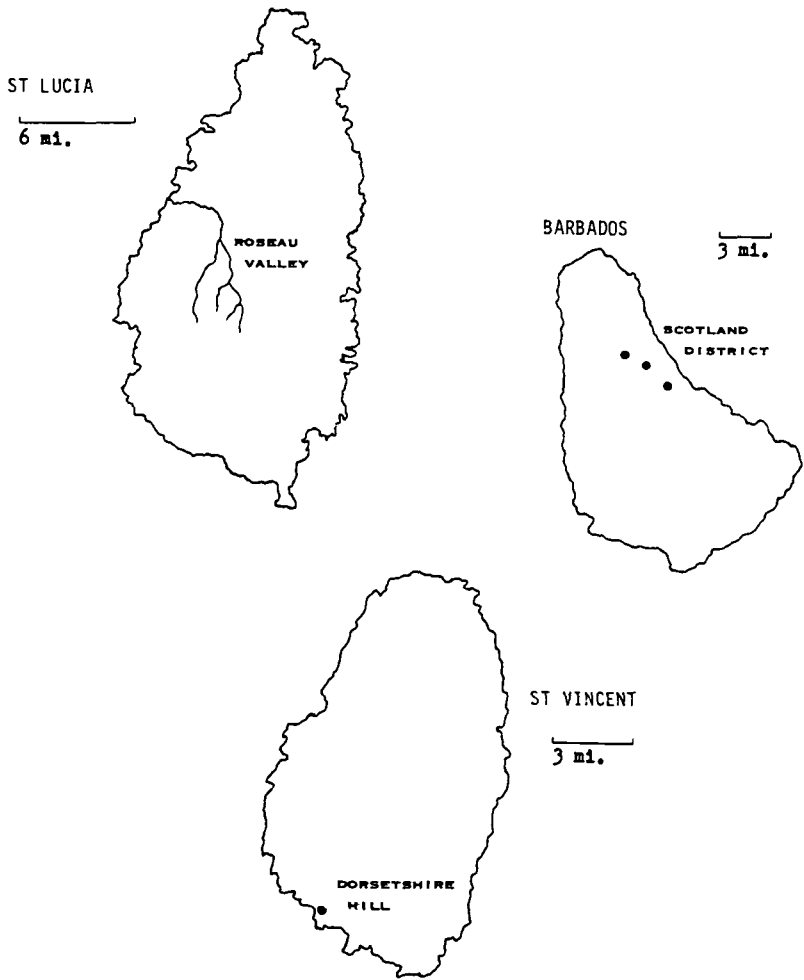 ST LUCIA
6 mi.
ROSEAU
VALLEY
BARBADOS
3 mi.
SCOTLAND
DISTRICT
ST VINCENT
3 mi.
DORSETSHIRE
HILL